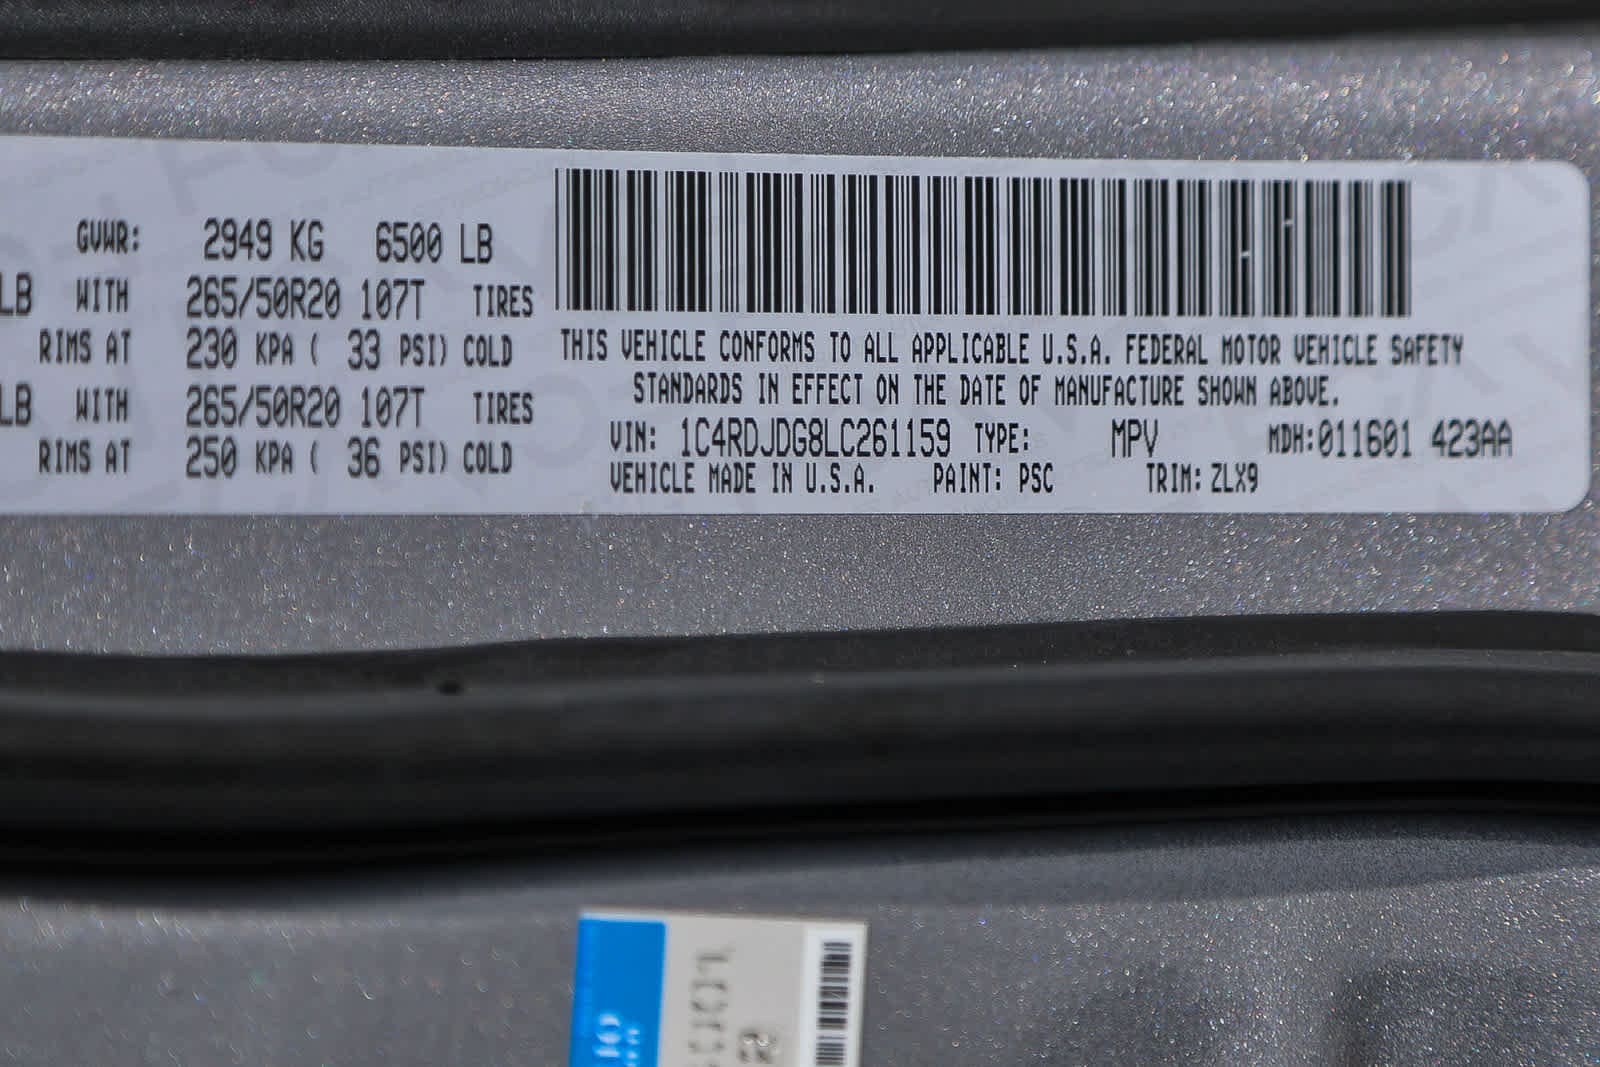 GVWR: 2949 KG 6500 LB
LB WITH 265/50R20 107T TIRES
RIMS AT 230 KPA ( 33 PSI) COLD
LB WITH 265/50R20 107T TIRES
RIMS AT 250 KPA ( 36 PSI) COLD
THIS VEHICLE CONFORMS TO ALL APPLICABLE U.S.A. FEDERAL MOTOR VEHICLE SAFETY
STANDARDS IN EFFECT ON THE DATE OF MANUFACTURE SHOWN ABOVE.
VIN: 1C4RDJDG8LC261159 TYPE: MPV MDH:011601 423AA
VEHICLE MADE IN U.S.A. PAINT: PSC TRIM: ZLX9